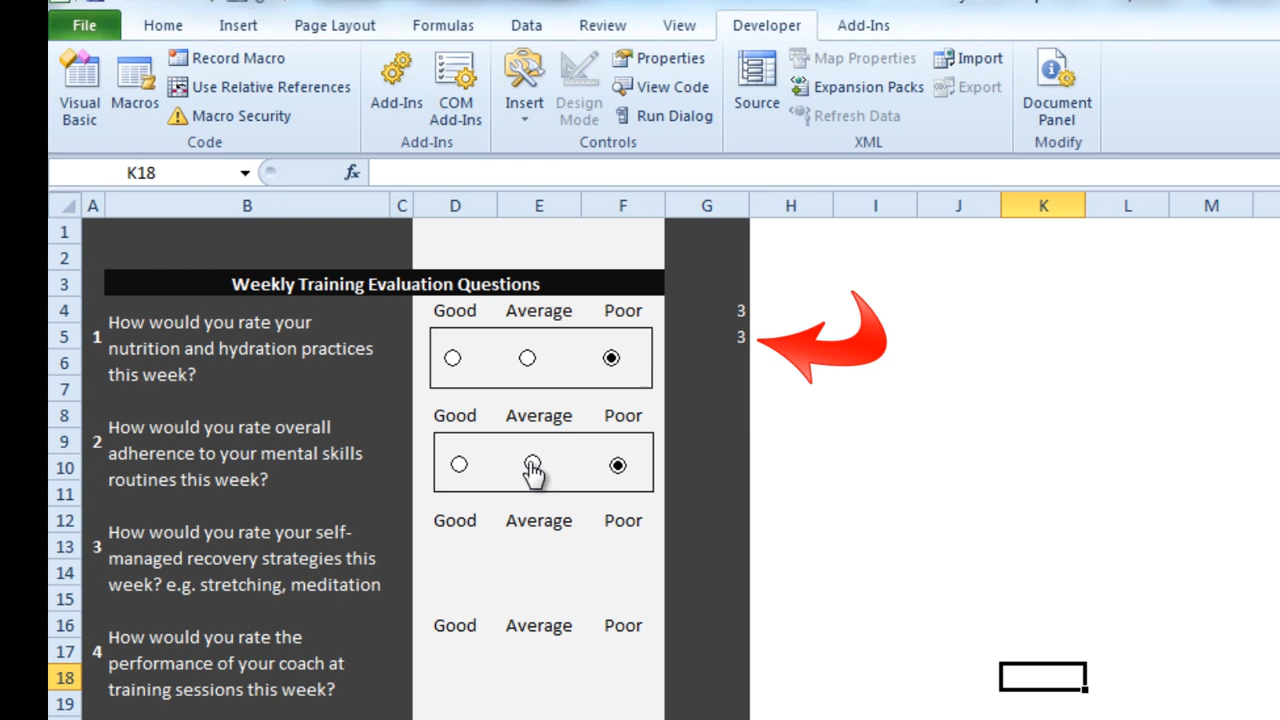 File Home Insert Page Layout Formulas Data Review View Developer Add-Ins
Visual Basic
Macros
Record Macro
Use Relative References
Macro Security
Code
Add-Ins
COM Add-Ins
Add-Ins
Insert
Design Mode
Properties
View Code
Run Dialog
Controls
Source
Map Properties
Expansion Packs
Refresh Data
Import
Export
XML
Document Panel
Modify
K18 fx
A B C D E F G H I J K L M
1
2
3 Weekly Training Evaluation Questions
4 Good Average Poor 3
How would you rate your
5 1 3
nutrition and hydration practices
6
this week?
7
8 Good Average Poor
How would you rate overall
9 2
adherence to your mental skills
10
routines this week?
11
12 Good Average Poor
How would you rate your self-
13 3
managed recovery strategies this
14
week? e.g. stretching, meditation
15
16 Good Average Poor
How would you rate the
17 4
performance of your coach at
18
training sessions this week?
19